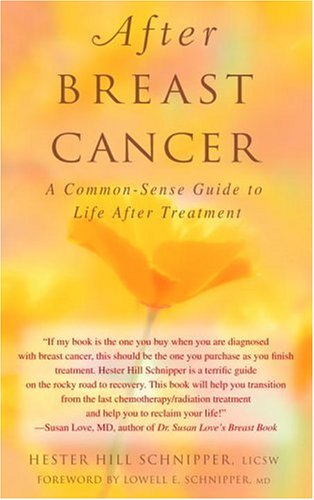 After
BREAST
CANCER
A Common-Sense Guide to
Life After Treatment
"If my book is the one you buy when you are diagnosed
with breast cancer, this should be the one you purchase as you finish
treatment. Hester Hill Schnipper is a terrific guide
on the rocky road to recovery. This book will help you transition
from the last chemotherapy/radiation treatment
and help you to reclaim your life!"
—Susan Love, MD, author of Dr. Susan Love's Breast Book
HESTER HILL SCHNIPPER, LICSW
FOREWORD BY LOWELL E. SCHNIPPER, MD